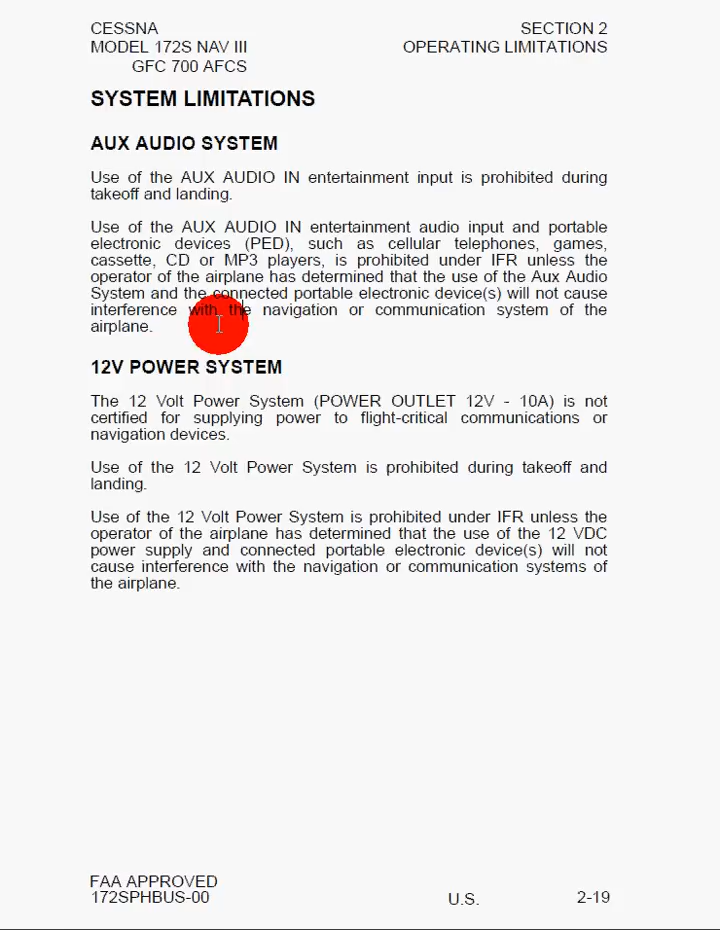 CESSNA
MODEL 172S NAV III
GFC 700 AFCS
SECTION 2
OPERATING LIMITATIONS
SYSTEM LIMITATIONS
AUX AUDIO SYSTEM
Use of the AUX AUDIO IN entertainment input is prohibited during
takeoff and landing.
Use of the AUX AUDIO IN entertainment audio input and portable
electronic devices (PED), such as cellular telephones, games,
cassette, CD or MP3 players, is prohibited under IFR unless the
operator of the airplane has determined that the use of the Aux Audio
System and the connected portable electronic device(s) will not cause
interference with the navigation or communication system of the
airplane.
12V POWER SYSTEM
The 12 Volt Power System (POWER OUTLET 12V - 10A) is not
certified for supplying power to flight-critical communications or
navigation devices.
Use of the 12 Volt Power System is prohibited during takeoff and
landing.
Use of the 12 Volt Power System is prohibited under IFR unless the
operator of the airplane has determined that the use of the 12 VDC
power supply and connected portable electronic device(s) will not
cause interference with the navigation or communication systems of
the airplane.
FAA APPROVED
172SPHBUS-00
U.S.
2-19